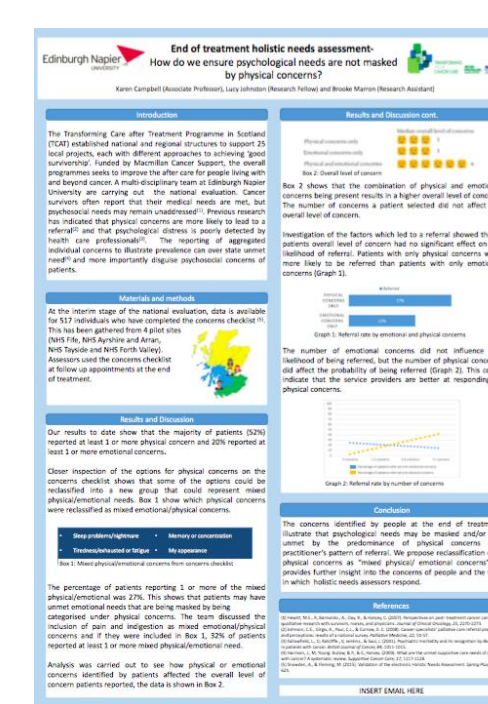 Edinburgh Napier
UNIVERSITY
End of treatment holistic needs assessment-
How do we ensure psychological needs are not masked
by physical concerns?
Karen Campbell (Associate Professor), Lucy Johnston (Research Fellow) and Brooke Marron (Research Assistant)
Introduction
The Transforming Care after Treatment Programme in Scotland
(TCAT) established national and regional structures to support 25
local projects, each with different approaches to achieving 'good
survivorship'. Funded by Macmillan Cancer Support, the overall
programmes seeks to improve the after care for people living with
and beyond cancer. A multi-disciplinary team at Edinburgh Napier
University are carrying out the national evaluation. Cancer
survivors often report that their medical needs are met, but
psychosocial needs may remain unaddressed(1). Previous research
has indicated that physical concerns are more likely to lead to a
referral(2) and that psychological distress is poorly detected by
health care professionals(3). The reporting of aggregated
individual concerns to illustrate prevalence can over state unmet
need(4) and more importantly disguise psychosocial concerns of
patients.
Materials and methods
At the interim stage of the national evaluation, data is available
for 517 individuals who have completed the concerns checklist (5).
This has been gathered from 4 pilot sites
(NHS Fife, NHS Ayrshire and Arran,
NHS Tayside and NHS Forth Valley).
Assessors used the concerns checklist
at follow up appointments at the end
of treatment.
Results and Discussion
Our results to date show that the majority of patients (52%)
reported at least 1 or more physical concern and 20% reported at
least 1 or more emotional concerns.
Closer inspection of the options for physical concerns on the
concerns checklist shows that some of the options could be
reclassified into a new group that could represent mixed
physical/emotional needs. Box 1 show which physical concerns
were reclassified as mixed emotional/physical concerns.
• Sleep problems/nightmare • Memory or concentration
• Tiredness/exhausted or fatigue • My appearance
Box 1: Mixed physical/emotional concerns from concerns checklist
The percentage of patients reporting 1 or more of the mixed
physical/emotional was 27%. This shows that patients may have
unmet emotional needs that are being masked by being
categorised under physical concerns. The team discussed the
inclusion of pain and indigestion as mixed emotional/physical
concerns and if they were included in Box 1, 32% of patients
reported at least 1 or more mixed physical/emotional need.
Analysis was carried out to see how physical or emotional
concerns identified by patients affected the overall level of
concern patients reported, the data is shown in Box 2.
Results and Discussion cont.
Median overall level of concerns
Physical concerns only
Emotional concerns only
Physical and emotional concerns
Box 2: Overall level of concern
Box 2 shows that the combination of physical and emotio
concerns being present results in a higher overall level of conc
The number of concerns a patient selected did not affect
overall level of concern.
Investigation of the factors which led to a referral showed th
patients overall level of concern had no significant effect on
likelihood of referral. Patients with only physical concerns w
more likely to be referred than patients with only emotio
concerns (Graph 1).
Referred
PHYSICAL
CONCERNS
ONLY
EMOTIONAL
CONCERNS
ONLY
Graph 1: Referral rate by emotional and physical concerns
The number of emotional concerns did not influence
likelihood of being referred, but the number of physical conce
did affect the probability of being referred (Graph 2). This co
indicate that the service providers are better at responding
physical concerns.
Graph 2: Referral rate by number of concerns
Conclusion
The concerns identified by people at the end of treatm
illustrate that psychological needs may be masked and/or
unmet by the predominance of physical concerns
practitioner's pattern of referral. We propose reclassification
physical concerns as "mixed physical/ emotional concerns'
provides further insight into the concerns of people and the
in which holistic needs assessors respond.
References
INSERT EMAIL HERE